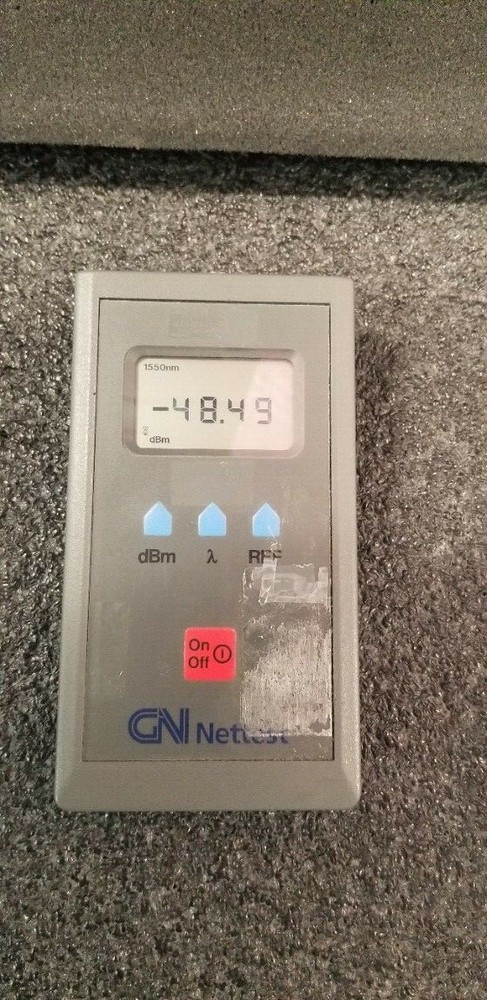 1550nm
-48.49
dBm
dBm λ REF
On
Off
GN Nettest